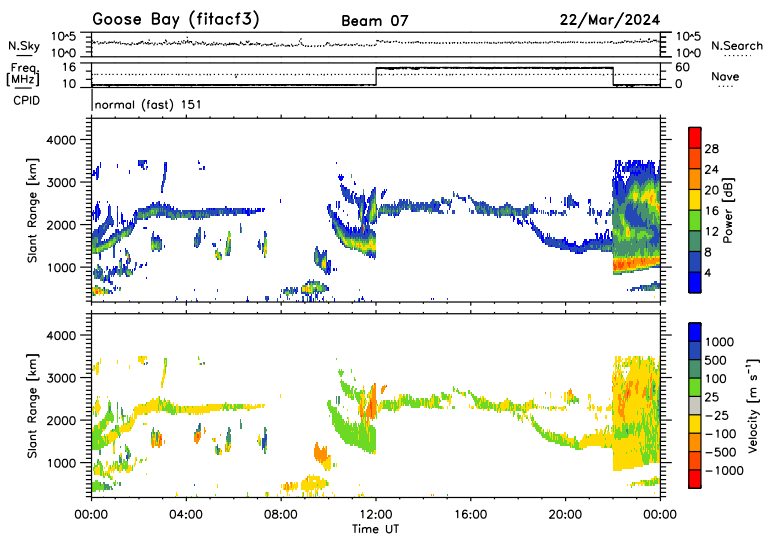 Goose Bay (fitacf3) Beam 07 22/Mar/2024
N.Sky 10^5 10^0 10^5 10^0 N.Search
Freq. [MHz] 16 10 60 0 Nave
CPID normal (fast) 151
Slant Range [km] 4000 3000 2000 1000
Power [dB] 28 24 20 16 12 8 4
Slant Range [km] 4000 3000 2000 1000
Velocity [m s⁻¹] 1000 500 100 25 −25 −100 −500 −1000
00:00 04:00 08:00 12:00 16:00 20:00 00:00
Time UT